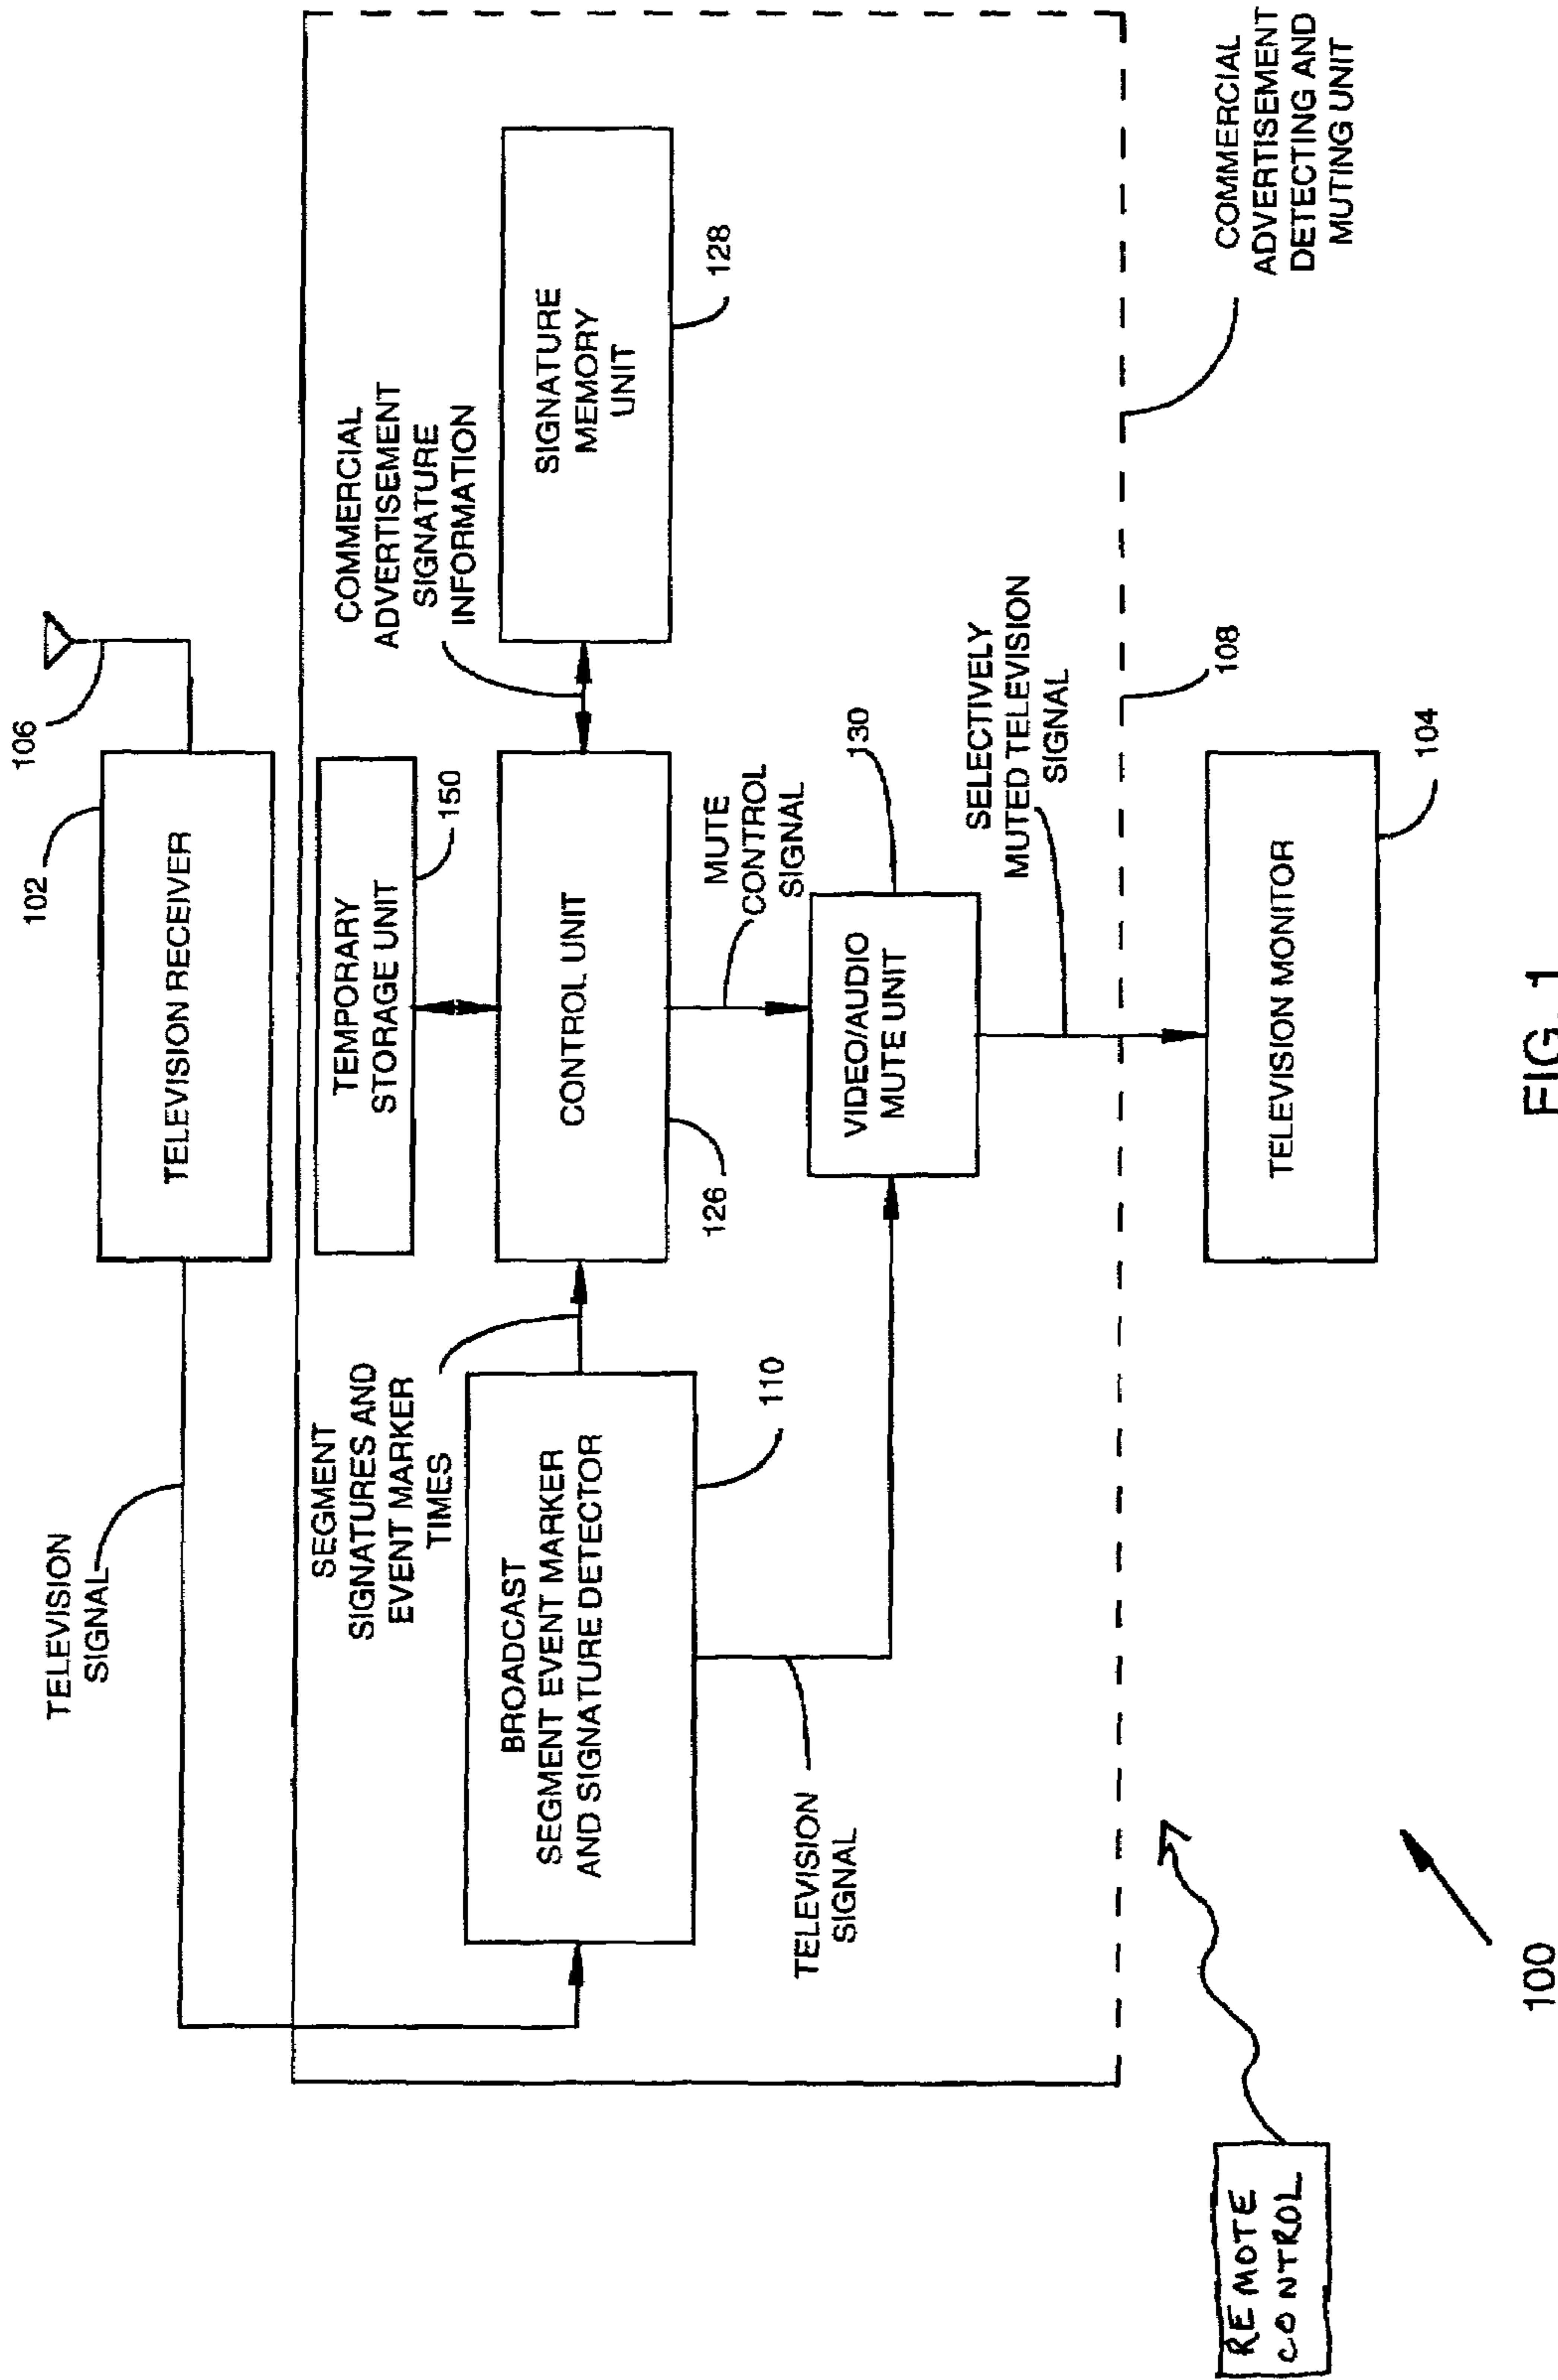 106
102
TELEVISION RECEIVER
TELEVISION
SIGNAL
COMMERCIAL
ADVERTISEMENT
SIGNATURE
INFORMATION
TEMPORARY
STORAGE UNIT
150
SEGMENT
SIGNATURES AND
EVENT MARKER
TIMES
BROADCAST
SEGMENT EVENT MARKER
AND SIGNATURE DETECTOR
110
CONTROL UNIT
126
SIGNATURE
MEMORY
UNIT
128
MUTE
CONTROL
SIGNAL
TELEVISION
SIGNAL
VIDEO/AUDIO
MUTE UNIT
130
SELECTIVELY
MUTED TELEVISION
SIGNAL
108
COMMERCIAL
ADVERTISEMENT
DETECTING AND
MUTING UNIT
REMOTE
CONTROL
TELEVISION MONITOR
104
100
FIG. 1